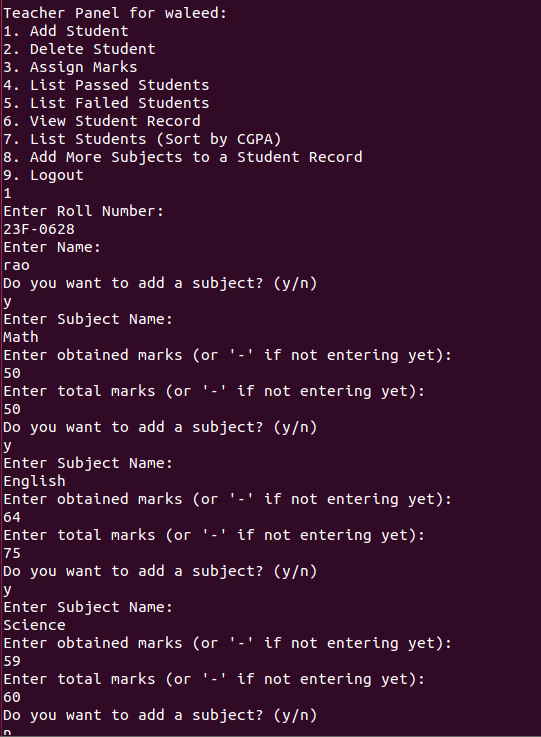 Teacher Panel for waleed:
1. Add Student
2. Delete Student
3. Assign Marks
4. List Passed Students
5. List Failed Students
6. View Student Record
7. List Students (Sort by CGPA)
8. Add More Subjects to a Student Record
9. Logout
1
Enter Roll Number:
23F-0628
Enter Name:
rao
Do you want to add a subject? (y/n)
y
Enter Subject Name:
Math
Enter obtained marks (or '-' if not entering yet):
50
Enter total marks (or '-' if not entering yet):
50
Do you want to add a subject? (y/n)
y
Enter Subject Name:
English
Enter obtained marks (or '-' if not entering yet):
64
Enter total marks (or '-' if not entering yet):
75
Do you want to add a subject? (y/n)
y
Enter Subject Name:
Science
Enter obtained marks (or '-' if not entering yet):
59
Enter total marks (or '-' if not entering yet):
60
Do you want to add a subject? (y/n)
n